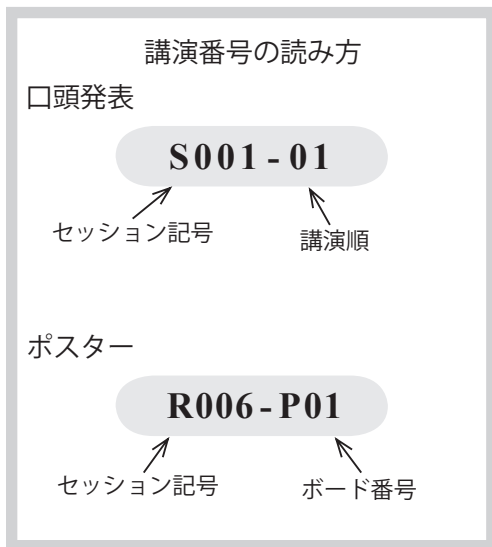 講演番号の読み方
口頭発表
S001-01
セッション記号 講演順
ポスター
R006-P01
セッション記号 ボード番号